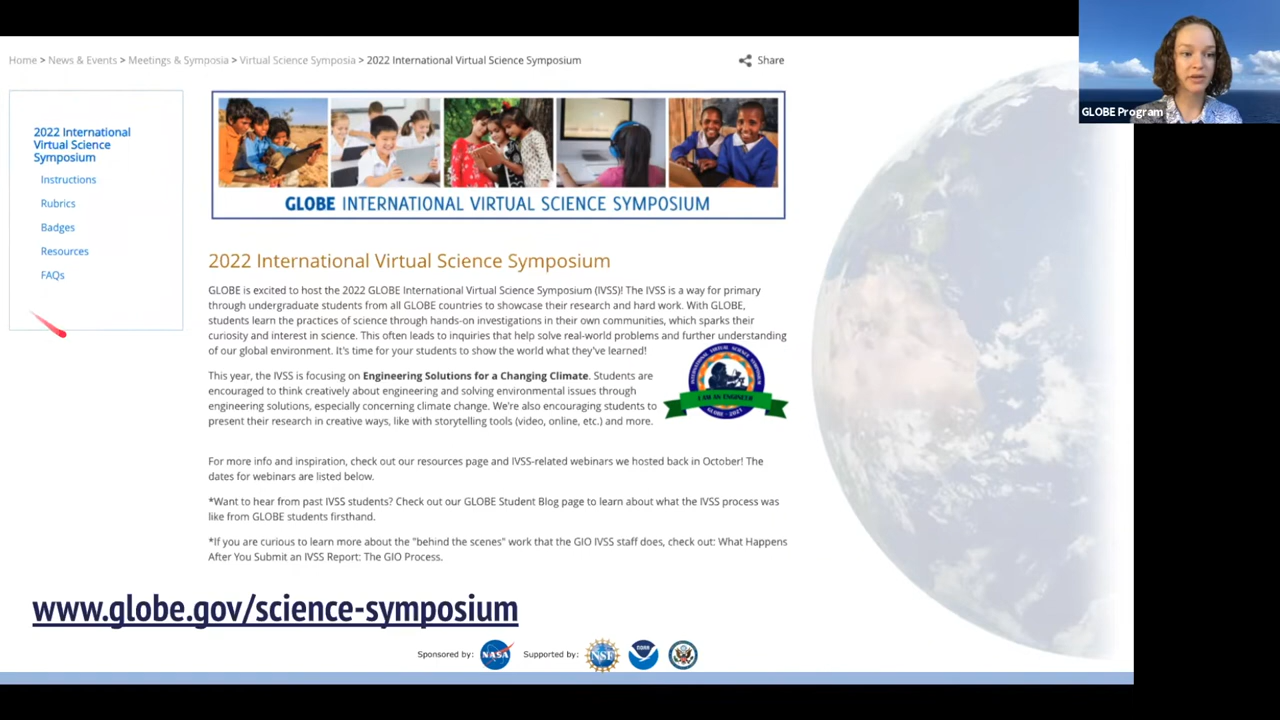 Home > News & Events > Meetings & Symposia > Virtual Science Symposia > 2022 International Virtual Science Symposium
Share
GLOBE Program
2022 International
Virtual Science
Symposium
Instructions
Rubrics
Badges
Resources
FAQs
GLOBE INTERNATIONAL VIRTUAL SCIENCE SYMPOSIUM
2022 International Virtual Science Symposium
GLOBE is excited to host the 2022 GLOBE International Virtual Science Symposium (IVSS)! The IVSS is a way for primary
through undergraduate students from all GLOBE countries to showcase their research and hard work. With GLOBE,
students learn the practices of science through hands-on investigations in their own communities, which sparks their
curiosity and interest in science. This often leads to inquiries that help solve real-world problems and further understanding
of our global environment. It's time for your students to show the world what they've learned!
This year, the IVSS is focusing on Engineering Solutions for a Changing Climate. Students are
encouraged to think creatively about engineering and solving environmental issues through
engineering solutions, especially concerning climate change. We're also encouraging students to
present their research in creative ways, like with storytelling tools (video, online, etc.) and more.
INTERNATIONAL VIRTUAL SCIENCE SYMPOSIUM
I AM AN ENGINEER
For more info and inspiration, check out our resources page and IVSS-related webinars we hosted back in October! The
dates for webinars are listed below.
*Want to hear from past IVSS students? Check out our GLOBE Student Blog page to learn about what the IVSS process was
like from GLOBE students firsthand.
*If you are curious to learn more about the "behind the scenes" work that the GIO IVSS staff does, check out: What Happens
After You Submit an IVSS Report: The GIO Process.
www.globe.gov/science-symposium
Sponsored by: NASA Supported by: NSF